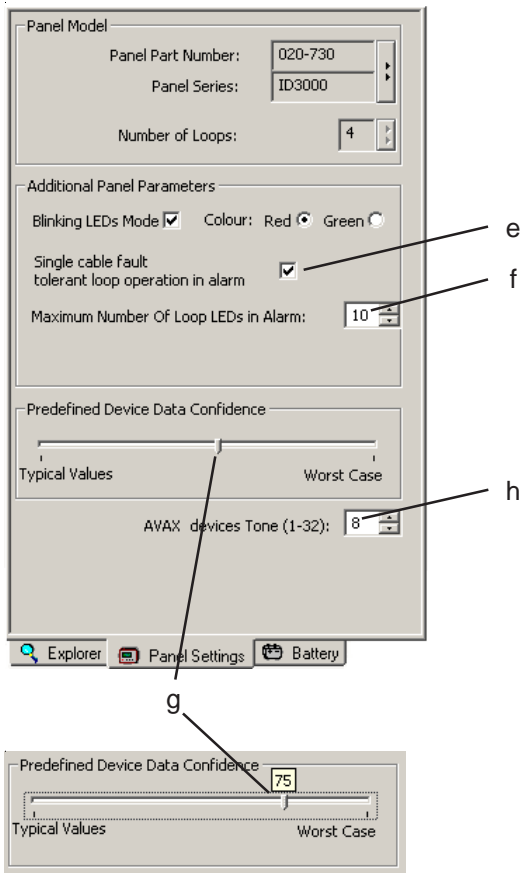 Panel Model
Panel Part Number: 020-730
Panel Series: ID3000
Number of Loops: 4
Additional Panel Parameters
Blinking LEDs Mode Colour: Red Green
e
Single cable fault
tolerant loop operation in alarm
f
Maximum Number Of Loop LEDs in Alarm: 10
Predefined Device Data Confidence
Typical Values Worst Case
h
AVAX devices Tone (1-32): 8
Explorer Panel Settings Battery
g
Predefined Device Data Confidence
75
Typical Values Worst Case